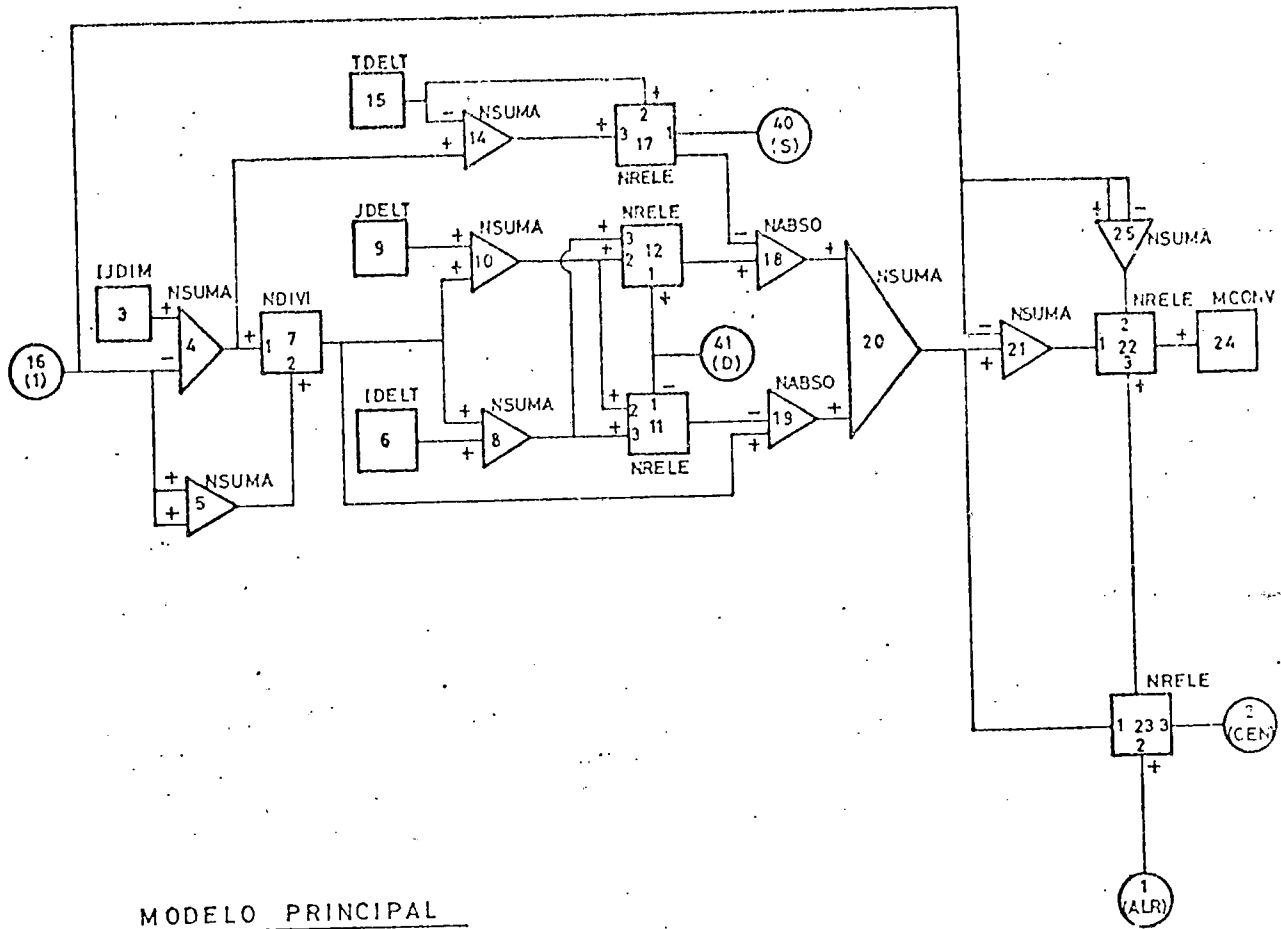 TDELT
15
NSUMA
14
+
-
+
2
3 17 1
+
NRELE
40
(S)
JDELT
9
NSUMA
10
+
+
NRELE
3
2 12
1
+
+
+
NABSO
18
-
+
+
IJDIM
3
NSUMA
4
+
-
NDIVI
1 7
2
+
+
16
(1)
NSUMA
5
+
+
IDELT
6
NSUMA
8
+
+
41
(D)
-
1
2 11
3
+
+
NRELE
NABSO
19
-
+
+
NSUMA
20
+
-
25
NSUMA
NSUMA
21
-
+
NRELE
2
1 22
3
+
+
MCONV
24
NRELE
1 23 3
2
+
2
(CEN)
1
(ALR)
MODELO PRINCIPAL